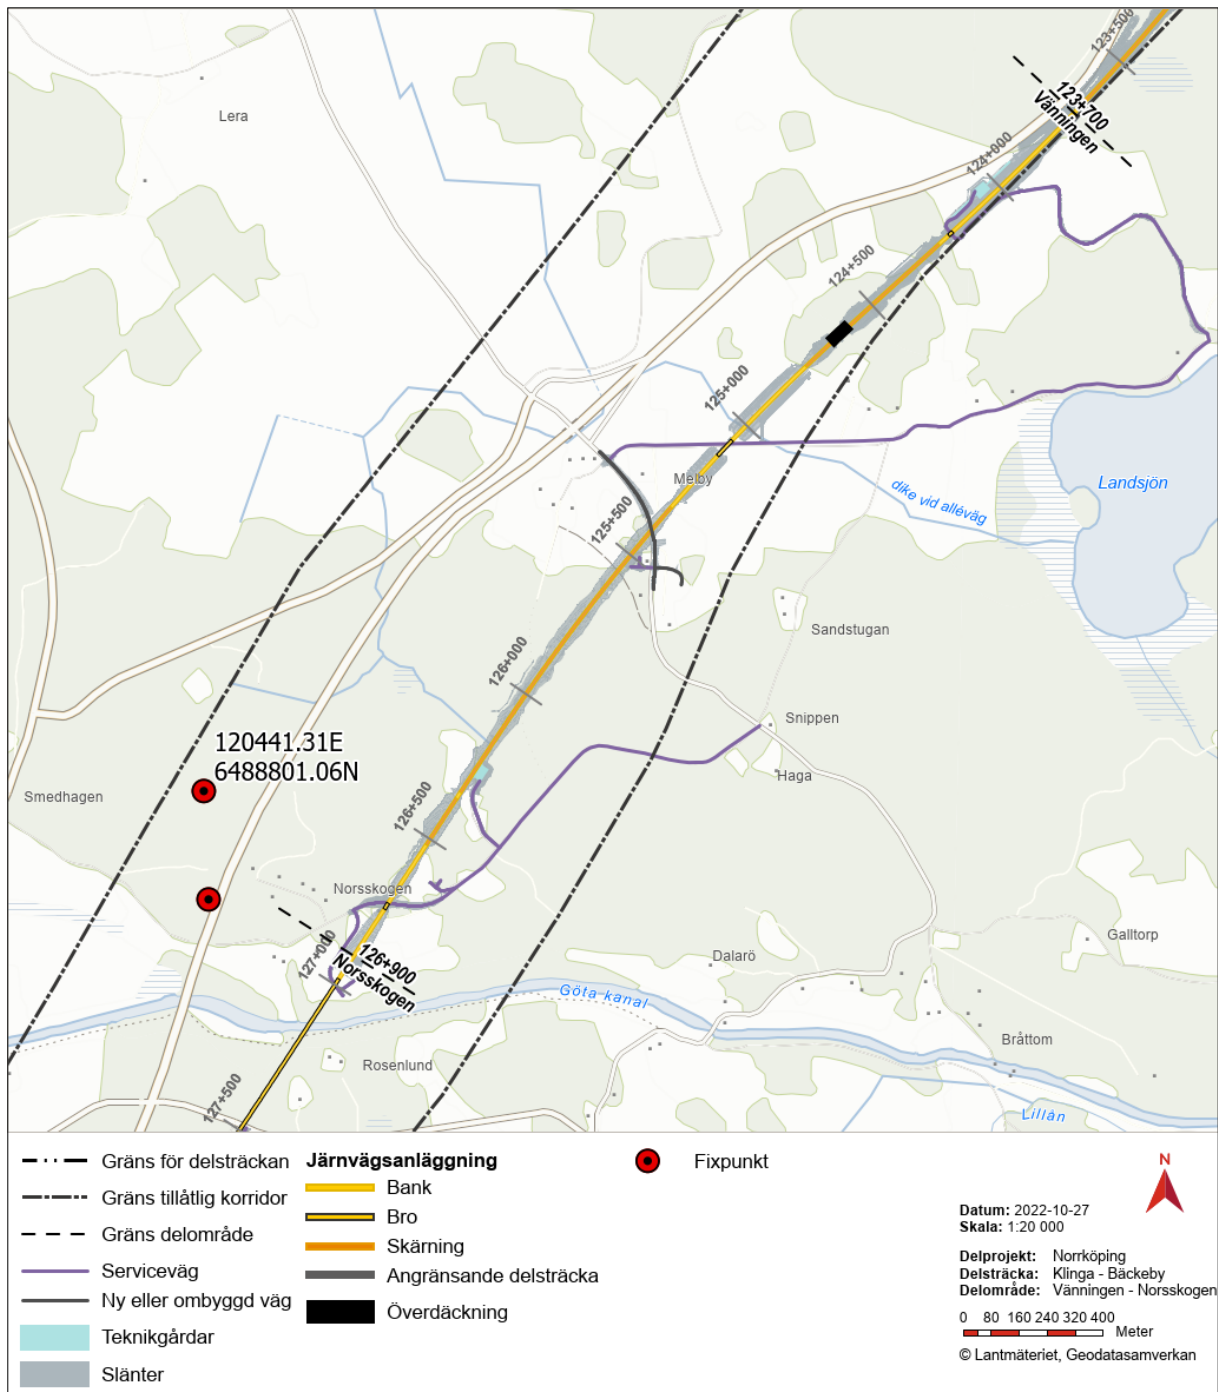 123+500
Lera
123+700
Vänningen
124+000
124+500
125+000
Melby
Landsjön
dike vid alléväg
125+500
Sandstugan
126+000
Snippen
120441.31E
6488801.06N
Haga
Smedhagen
126+500
Norsskogen
Galltorp
127+000
126+900
Norsskogen
Dalarö
Göta kanal
Bråttom
Rosenlund
127+500
Lillån
Gräns för delsträckan
Gräns tillåtlig korridor
Gräns delområde
Serviceväg
Ny eller ombyggd väg
Teknikgårdar
Slänter
Järnvägsanläggning
Bank
Bro
Skärning
Angränsande delsträcka
Överdäckning
Fixpunkt
N
Datum: 2022-10-27
Skala: 1:20 000
Delprojekt: Norrköping
Delsträcka: Klinga - Bäckeby
Delområde: Vänningen - Norsskogen
0 80 160 240 320 400
Meter
© Lantmäteriet, Geodatasamverkan